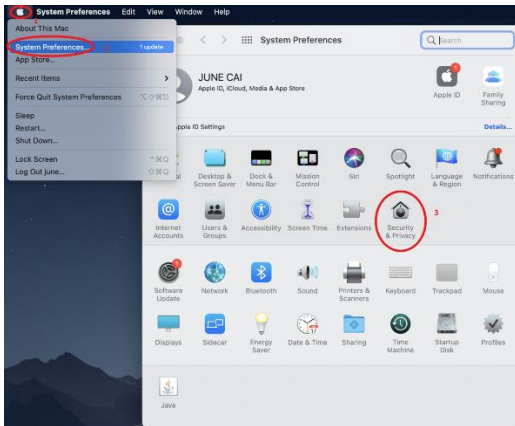 System Preferences Edit View Window Help
1
About This Mac
System Preferences... 1 update
App Store...
Recent Items
Force Quit System Preferences
Sleep
Restart...
Shut Down...
Lock Screen
Log Out june...
System Preferences
Search
JUNE CAI
Apple ID, iCloud, Media & App Store
1
Apple ID
Family
Sharing
Apple ID Settings
Details...
Desktop &
Screen Saver
Dock &
Menu Bar
Mission
Control
Siri
Spotlight
Language
& Region
Notifications
Internet
Accounts
Users &
Groups
Accessibility
Screen Time
Extensions
Security
& Privacy
3
Software
Update
Network
Bluetooth
Sound
Printers &
Scanners
Keyboard
Trackpad
Mouse
Displays
Sidecar
Energy
Saver
Date & Time
Sharing
Time
Machine
Startup
Disk
Profiles
Java